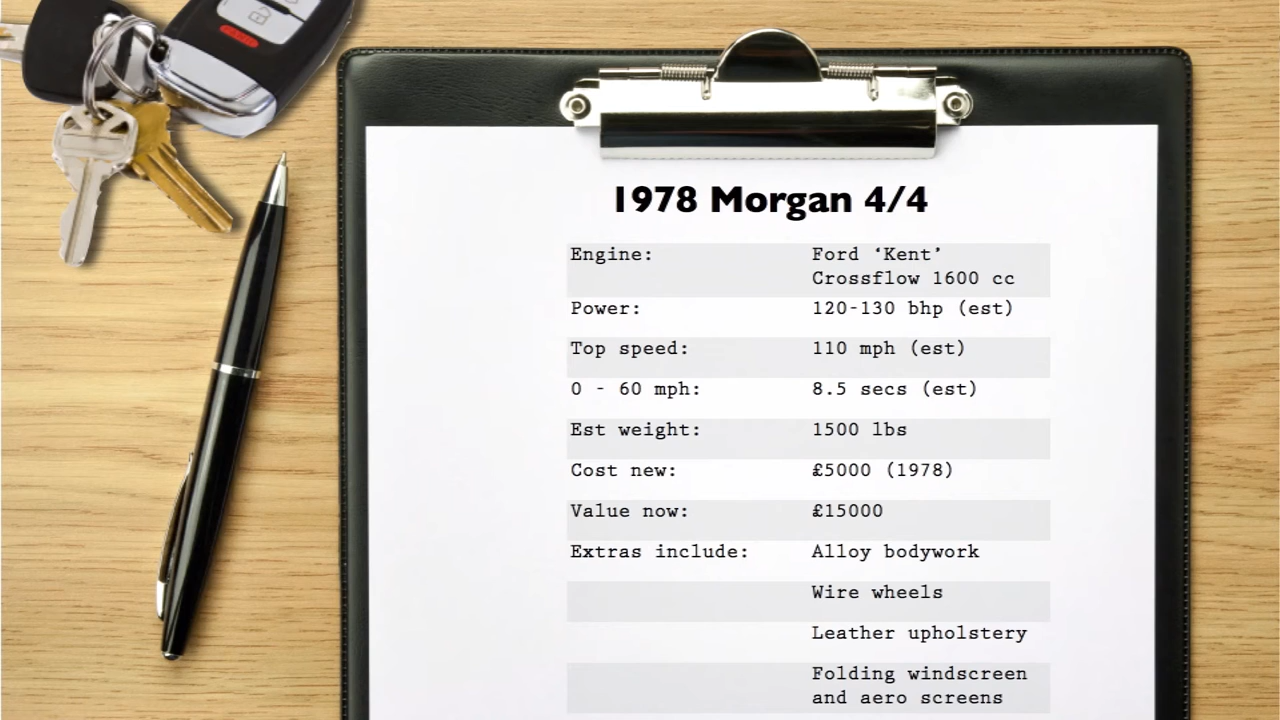 PANIC
1978 Morgan 4/4
Engine: Ford ‘Kent’
Crossflow 1600 cc
Power: 120-130 bhp (est)
Top speed: 110 mph (est)
0 - 60 mph: 8.5 secs (est)
Est weight: 1500 lbs
Cost new: £5000 (1978)
Value now: £15000
Extras include: Alloy bodywork
Wire wheels
Leather upholstery
Folding windscreen
and aero screens